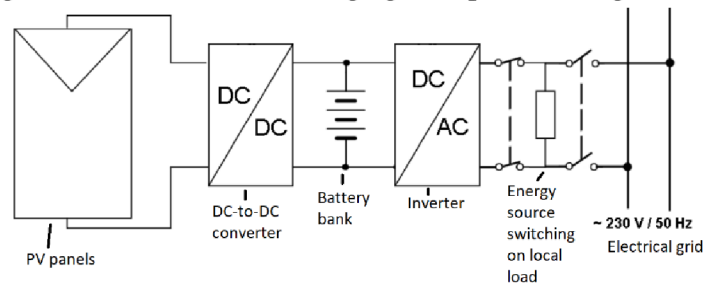 DC
DC
DC
AC
PV panels
DC-to-DC
converter
Battery
bank
Inverter
Energy
source
switching
on local
load
~ 230 V / 50 Hz
Electrical grid